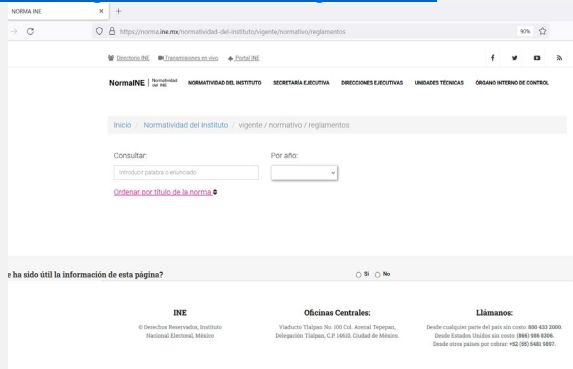 NORMA INE
https://norma.ine.mx/normatividad-del-instituto/vigente/normativo/reglamentos
90%
Directorio INE Transmisiones en vivo Portal INE
NormaINE | Normatividad del INE
NORMATIVIDAD DEL INSTITUTO SECRETARÍA EJECUTIVA DIRECCIONES EJECUTIVAS UNIDADES TÉCNICAS ÓRGANO INTERNO DE CONTROL
Inicio / Normatividad del Instituto / vigente / normativo / reglamentos
Consultar: Por año:
Introducir palabra o enunciado
Ordenar por título de la norma
e ha sido útil la información de esta página? Si No
INE
© Derechos Reservados, Instituto
Nacional Electoral, México
Oficinas Centrales:
Viaducto Tlalpan No. 100 Col. Arenal Tepepan,
Delegación Tlalpan, C.P. 14610, Ciudad de México.
Llámanos:
Desde cualquier parte del país sin costo: 800 433 2000.
Desde Estados Unidos sin costo: (866) 986 8306.
Desde otros países por cobrar: +52 (55) 5481 9897.